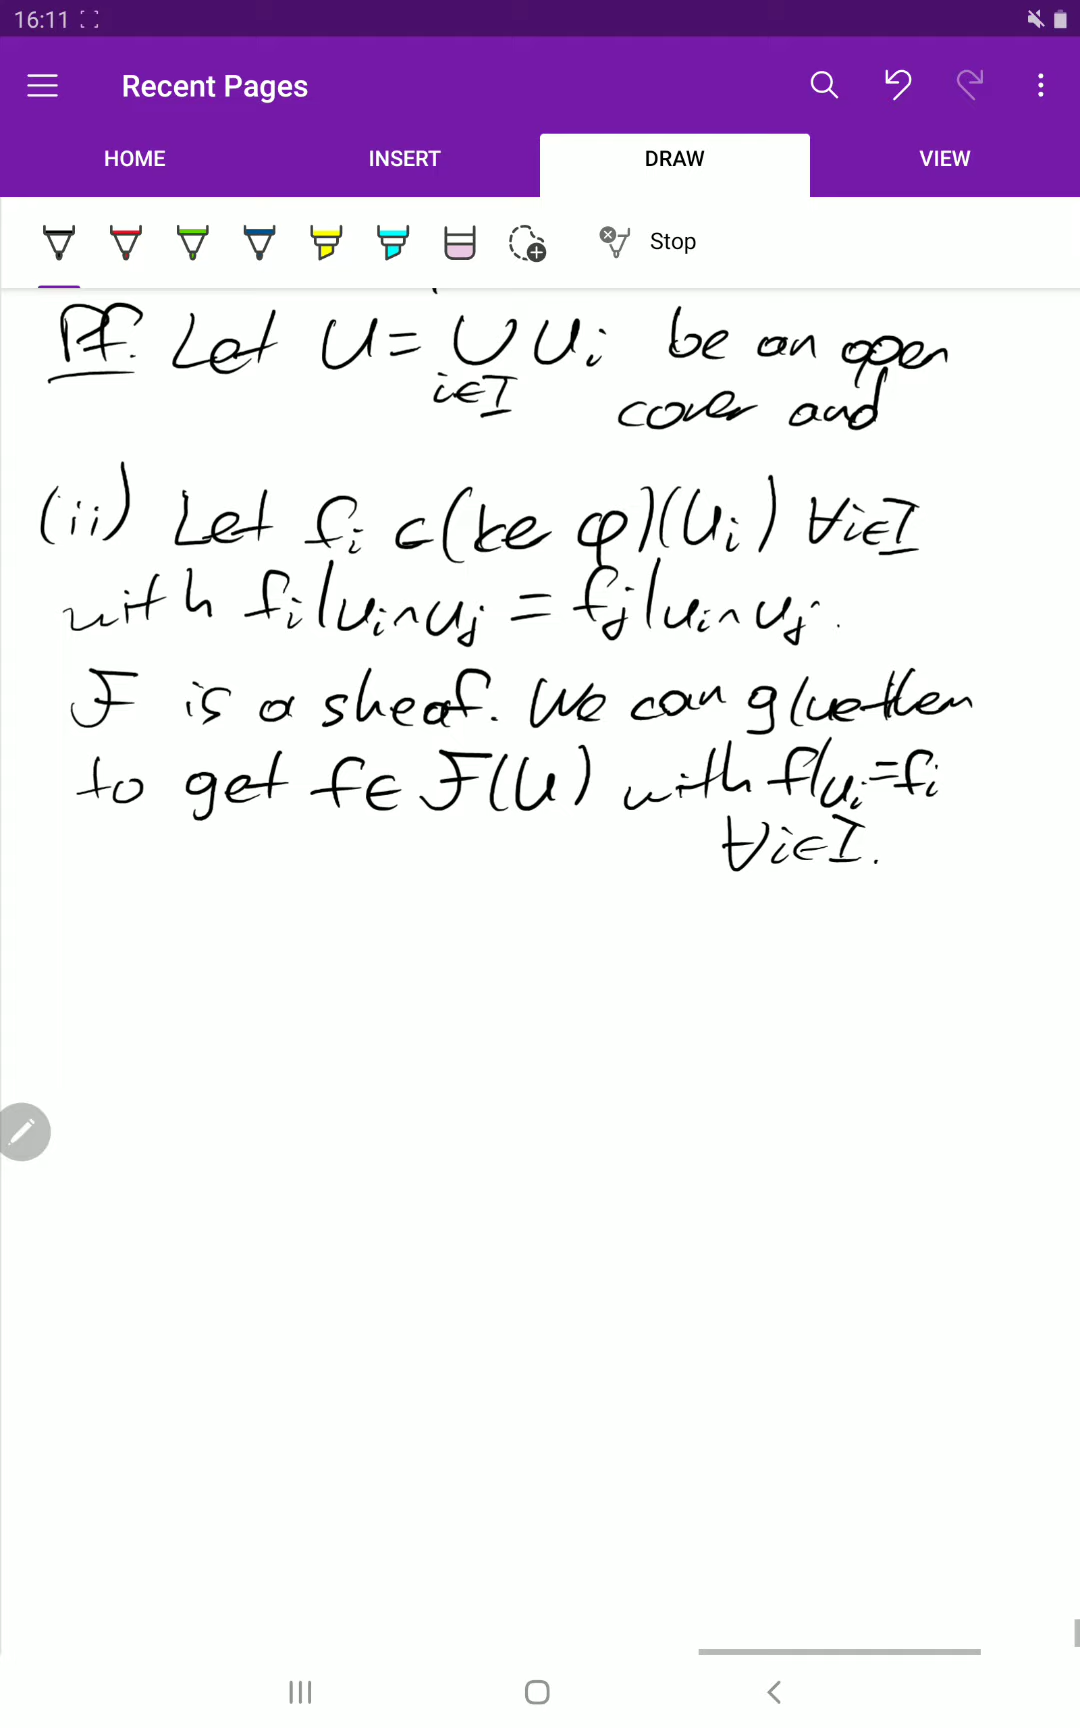 16:11
Recent Pages
HOME INSERT DRAW VIEW
Stop
Pf. Let U = ∪ Ui be an open
i∈I cover and
(ii) Let fi ⊂ (ke φ)(Ui) ∀i∈I
with fi|Ui∩Uj = fj|Ui∩Uj.
F is a sheaf. We can glue them
to get f∈ F(U) with f|Ui=fi
∀i∈I.